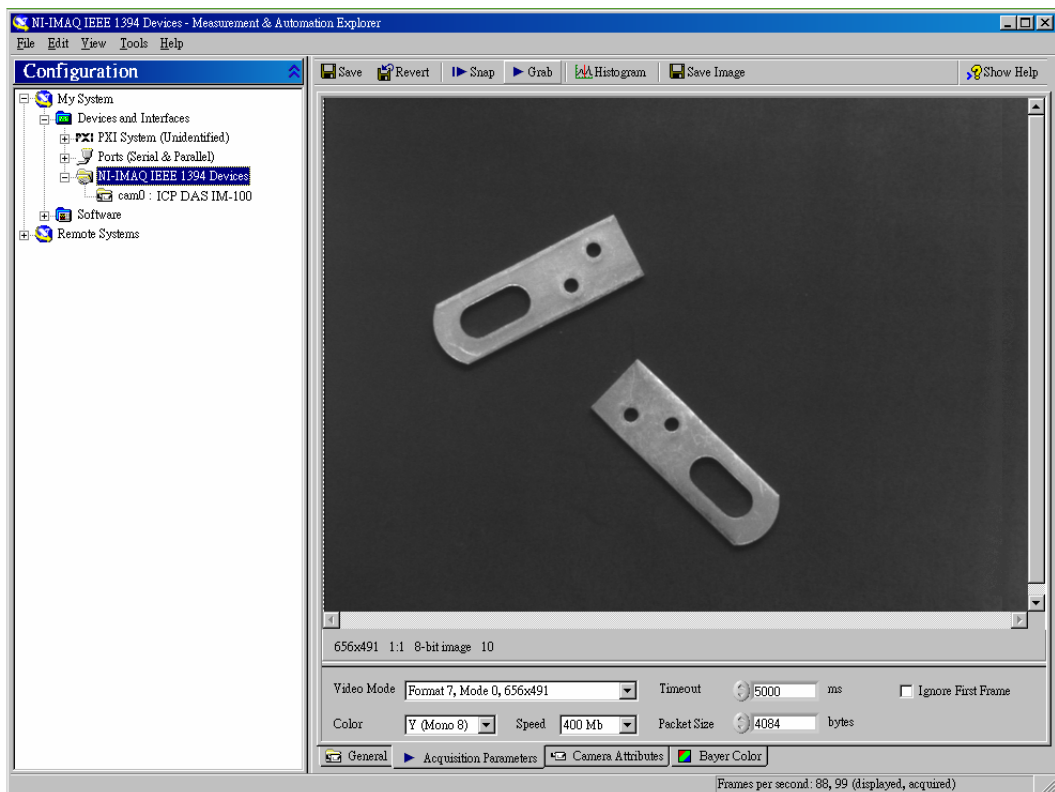 NI-IMAQ IEEE 1394 Devices - Measurement & Automation Explorer
File Edit View Tools Help
Configuration
Save Revert Snap Grab Histogram Save Image Show Help
My System
Devices and Interfaces
PXI PXI System (Unidentified)
Ports (Serial & Parallel)
NI-IMAQ IEEE 1394 Devices
cam0 : ICP DAS IM-100
Software
Remote Systems
656x491 1:1 8-bit image 10
Video Mode Format 7, Mode 0, 656x491 Timeout 5000 ms Ignore First Frame
Color Y (Mono 8) Speed 400 Mb Packet Size 4084 bytes
General Acquisition Parameters Camera Attributes Bayer Color
Frames per second: 88, 99 (displayed, acquired)